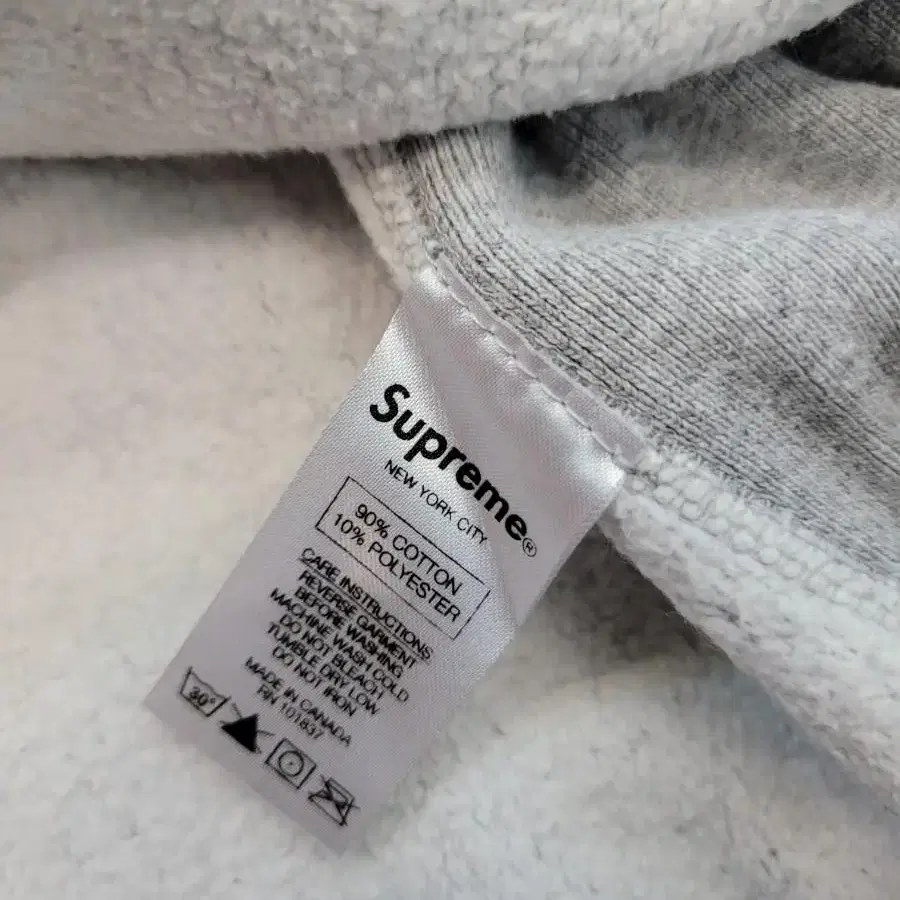 Supreme®
NEW YORK CITY
90% COTTON
10% POLYESTER
CARE INSTRUCTIONS
REVERSE GARMENT
BEFORE WASHING
MACHINE WASH COLD
DO NOT BLEACH
TUMBLE DRY LOW
DO NOT IRON
MADE IN CANADA
RN 101837
30°